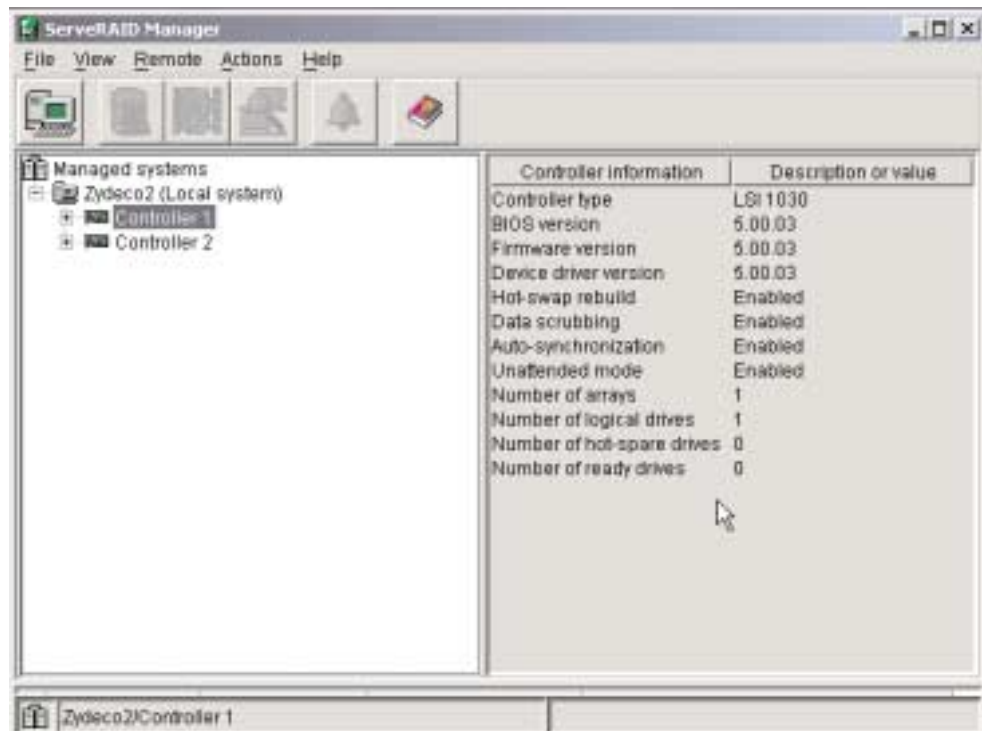 ServeRAID Manager
File View Remote Actions Help
Managed systems
Zydeco2 (Local system)
Controller 1
Controller 2
Controller information Description or value
Controller type LSI 1030
BIOS version 5.00.03
Firmware version 5.00.03
Device driver version 5.00.03
Hot-swap rebuild Enabled
Data scrubbing Enabled
Auto-synchronization Enabled
Unattended mode Enabled
Number of arrays 1
Number of logical drives 1
Number of hot-spare drives 0
Number of ready drives 0
Zydeco2/Controller 1